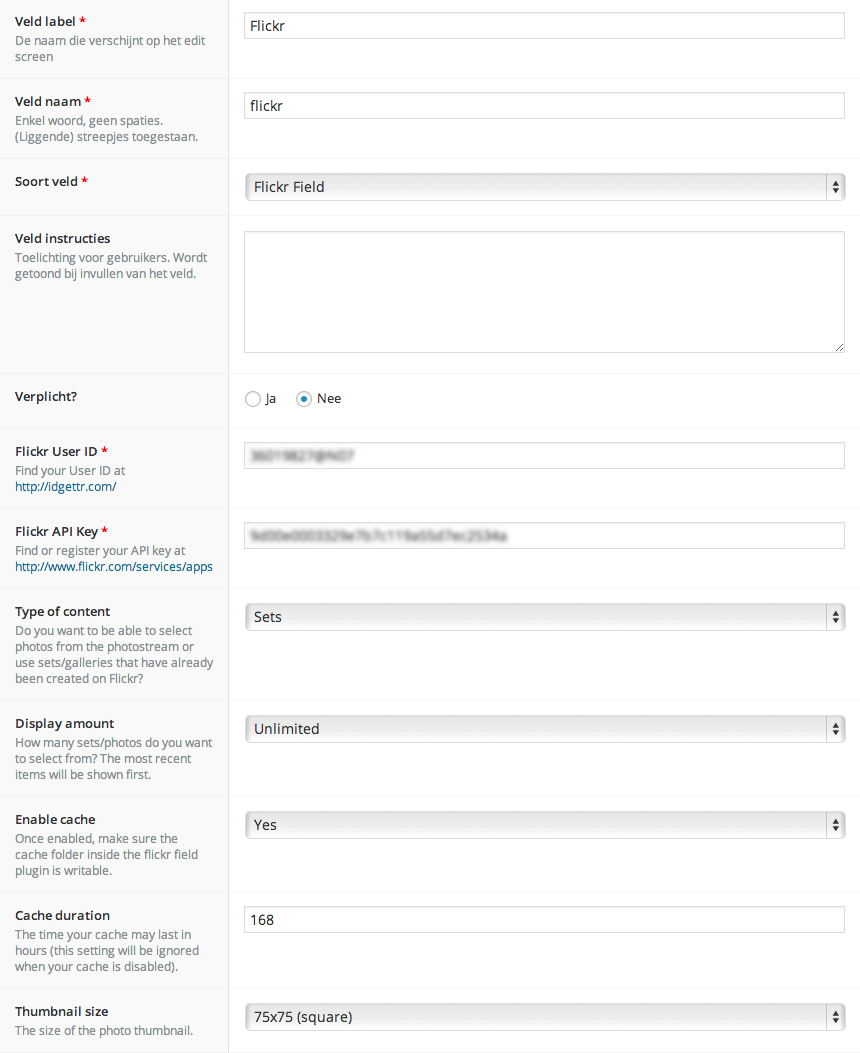 Veld label *
Flickr
De naam die verschijnt op het edit
screen
Veld naam *
flickr
Enkel woord, geen spaties.
(Liggende) streepjes toegestaan.
Soort veld *
Flickr Field
Veld instructies
Toelichting voor gebruikers. Wordt
getoond bij invullen van het veld.
Verplicht?
Ja Nee
Flickr User ID *
Find your User ID at
http://idgettr.com/
Flickr API Key *
Find or register your API key at
http://www.flickr.com/services/apps
Type of content
Sets
Do you want to be able to select
photos from the photostream or
use sets/galleries that have already
been created on Flickr?
Display amount
Unlimited
How many sets/photos do you want
to select from? The most recent
items will be shown first.
Enable cache
Yes
Once enabled, make sure the
cache folder inside the flickr field
plugin is writable.
Cache duration
168
The time your cache may last in
hours (this setting will be ignored
when your cache is disabled).
Thumbnail size
75x75 (square)
The size of the photo thumbnail.